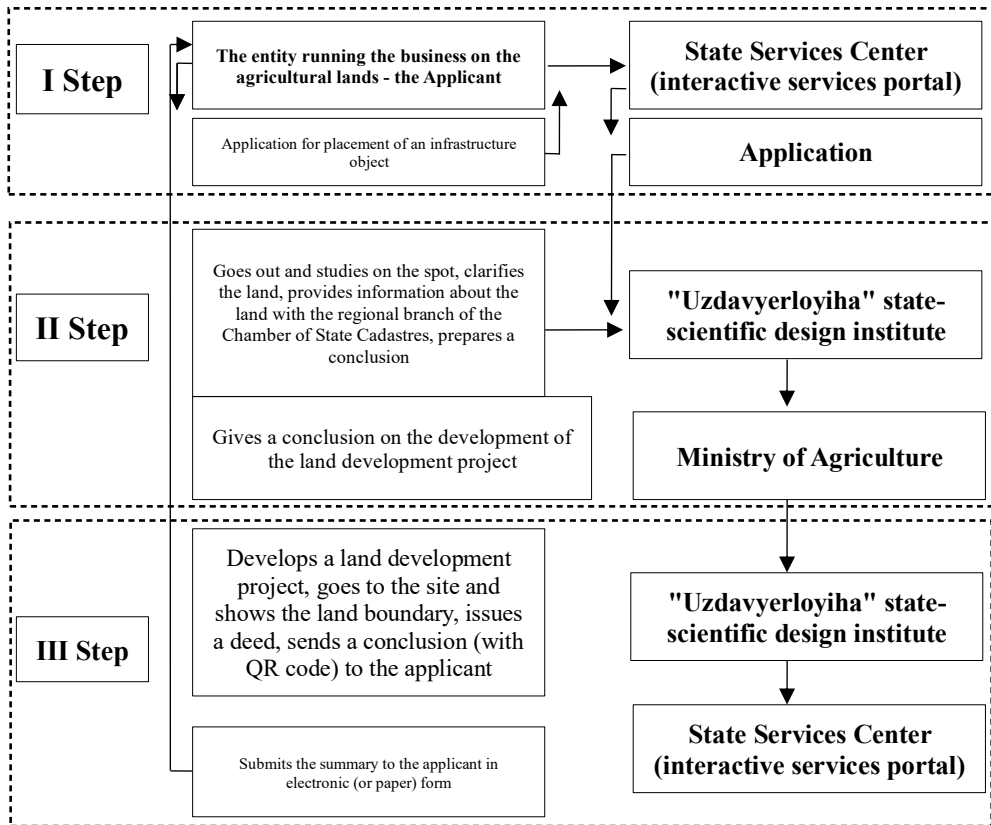 I Step
The entity running the business on the
agricultural lands - the Applicant
State Services Center
(interactive services portal)
Application for placement of an infrastructure
object
Application
II Step
Goes out and studies on the spot, clarifies
the land, provides information about the
land with the regional branch of the
Chamber of State Cadastres, prepares a
conclusion
"Uzdavyerloyiha" state-
scientific design institute
Gives a conclusion on the development of
the land development project
Ministry of Agriculture
III Step
Develops a land development
project, goes to the site and
shows the land boundary, issues
a deed, sends a conclusion (with
QR code) to the applicant
"Uzdavyerloyiha" state-
scientific design institute
Submits the summary to the applicant in
electronic (or paper) form
State Services Center
(interactive services portal)